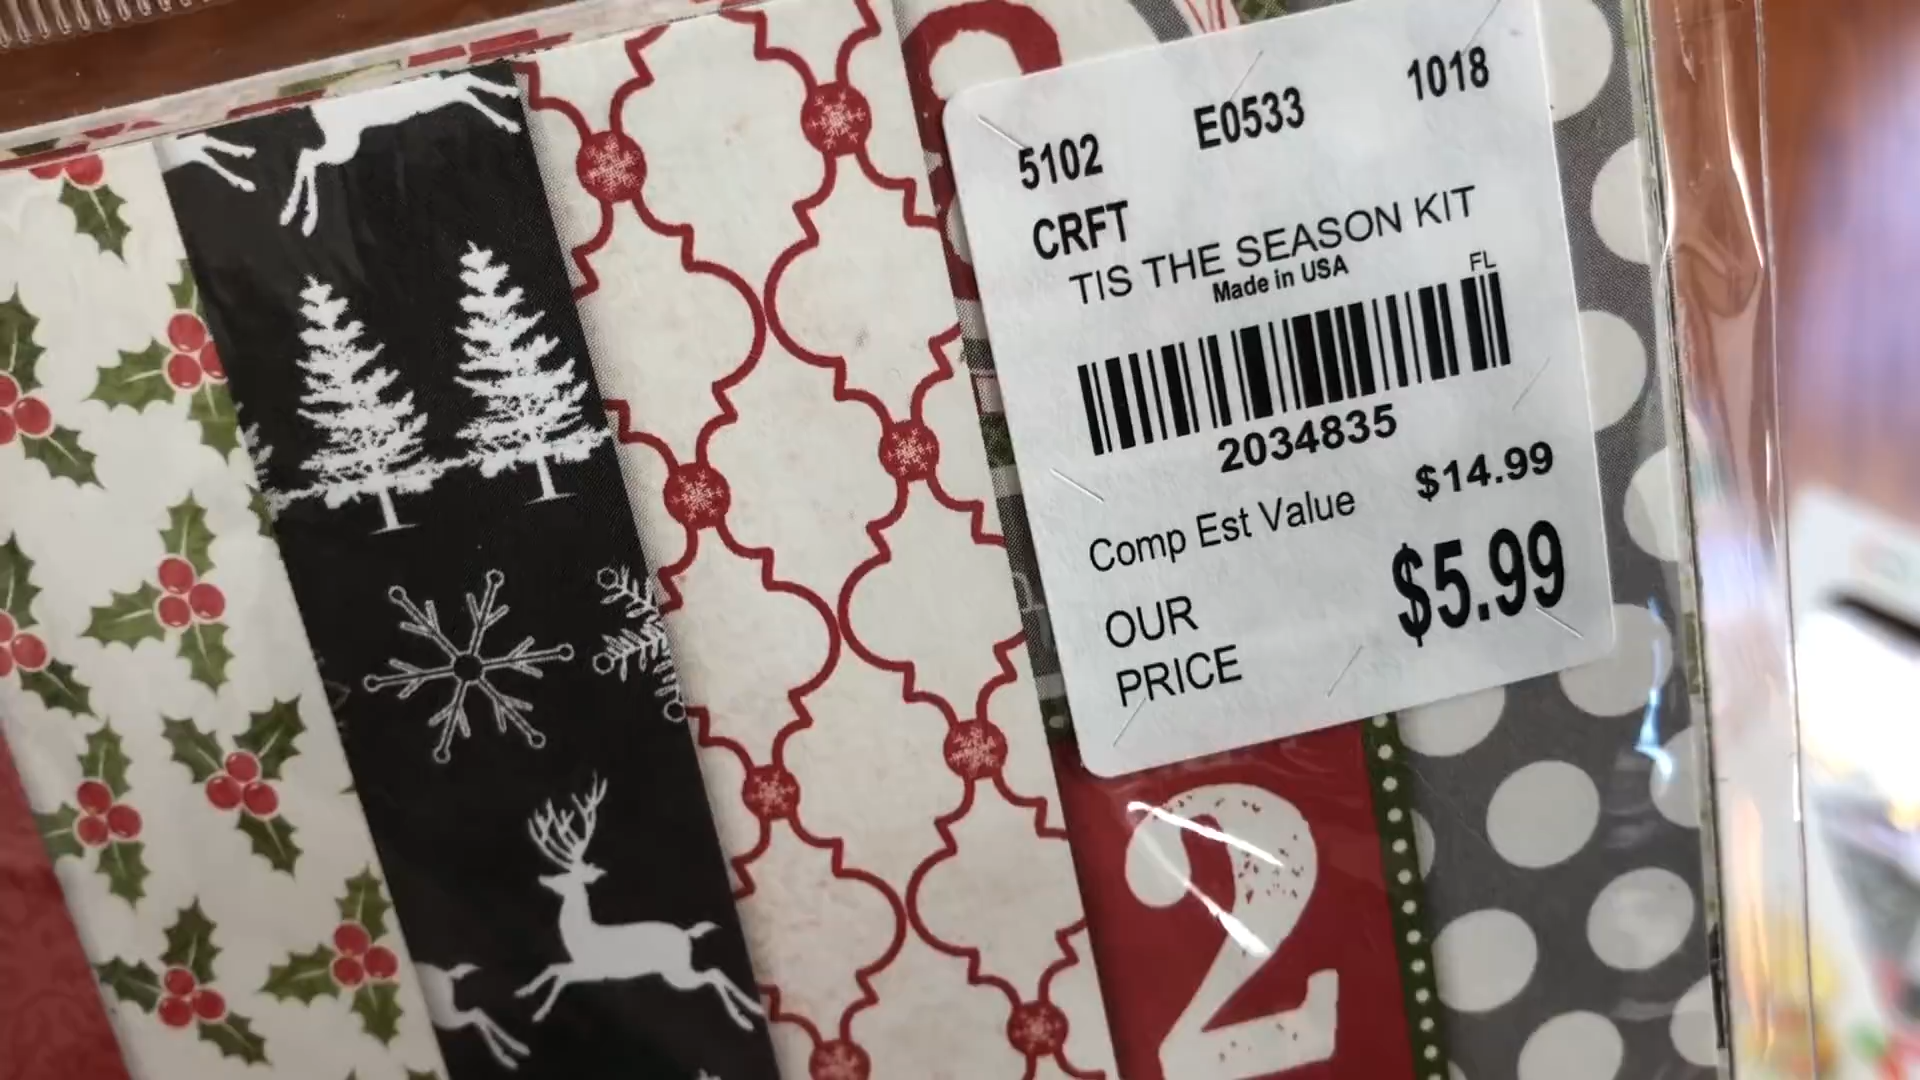 5102 E0533 1018
CRFT
TIS THE SEASON KIT
Made in USA
FL
2034835
Comp Est Value $14.99
OUR
PRICE $5.99
2